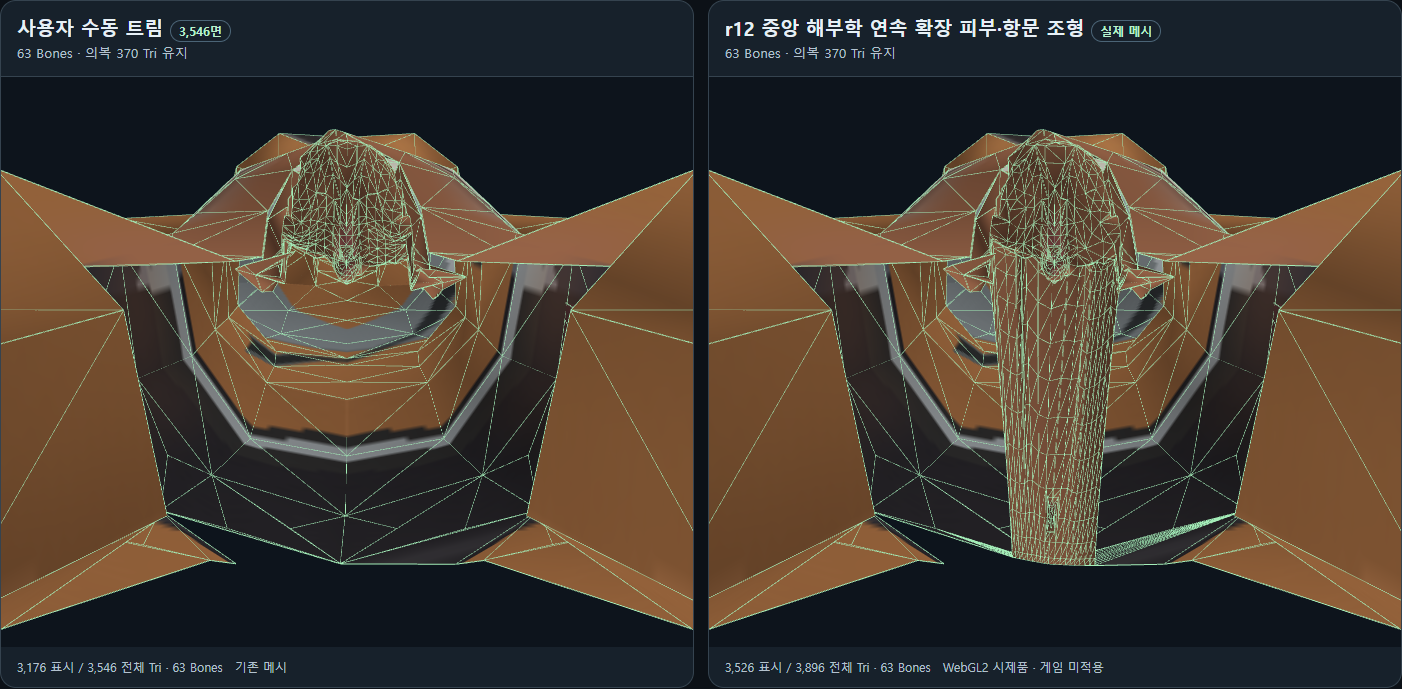 사용자 수동 트림 3,546면
63 Bones · 의복 370 Tri 유지
3,176 표시 / 3,546 전체 Tri · 63 Bones 기존 메시
r12 중앙 해부학 연속 확장 피부·항문 조형 실제 메시
63 Bones · 의복 370 Tri 유지
3,526 표시 / 3,896 전체 Tri · 63 Bones WebGL2 시제품 · 게임 미적용